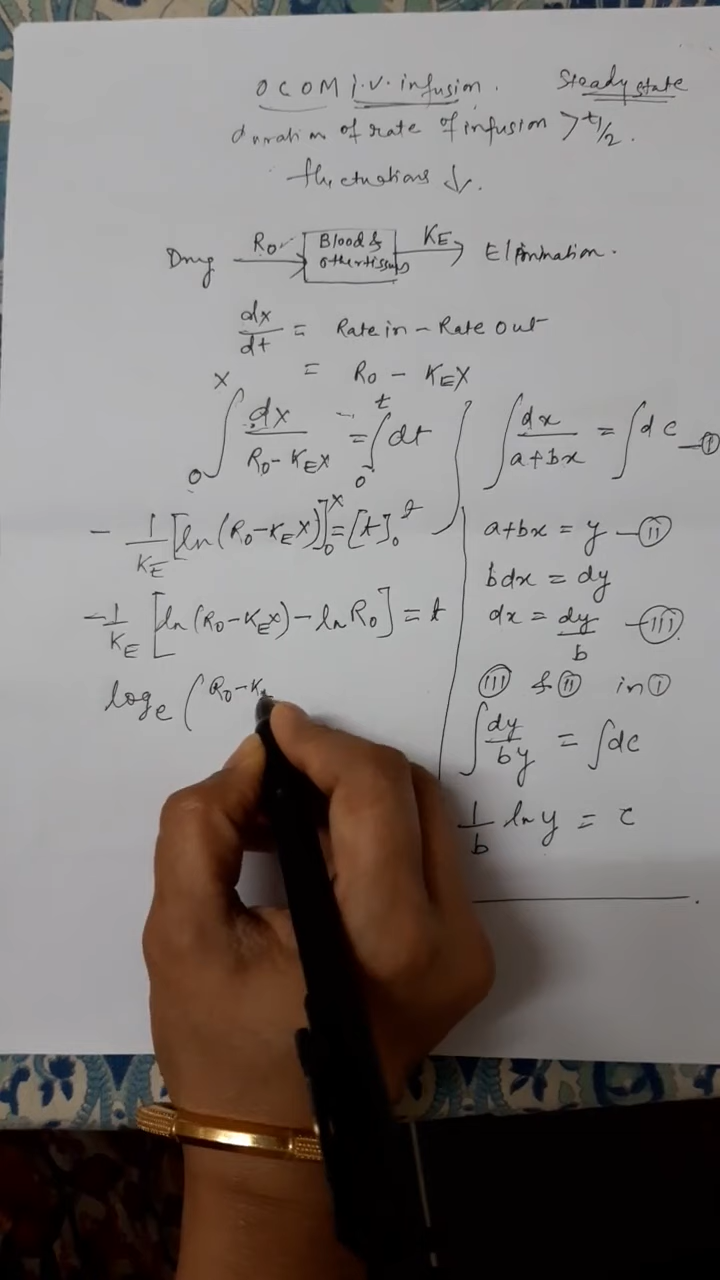 O C O M i.v. infusion. Steady state
duration of rate of infusion > t1/2.
fluctuations ↓.
Drug R0 → Blood & other tissues KE → Elimination.
dx/dt = Rate in - Rate out
= R0 - KEX
∫₀ˣ dx/(R0 - KEX) = ∫₀ᵗ dt
- 1/KE [ln(R0 - KEX)]₀ˣ = [t]₀ᵗ
- 1/KE [ln(R0 - KEX) - ln R0] = t
loge (R0 - K
∫ dx/(a+bx) = ∫ dc — Ⓘ
a+bx = y — Ⓘ Ⓘ
bdx = dy
dx = dy/b — ⒾⒾⒾ
ⒾⒾⒾ & ⒾⒾ in Ⓘ
∫ dy/by = ∫ dc
1/b ln y = c